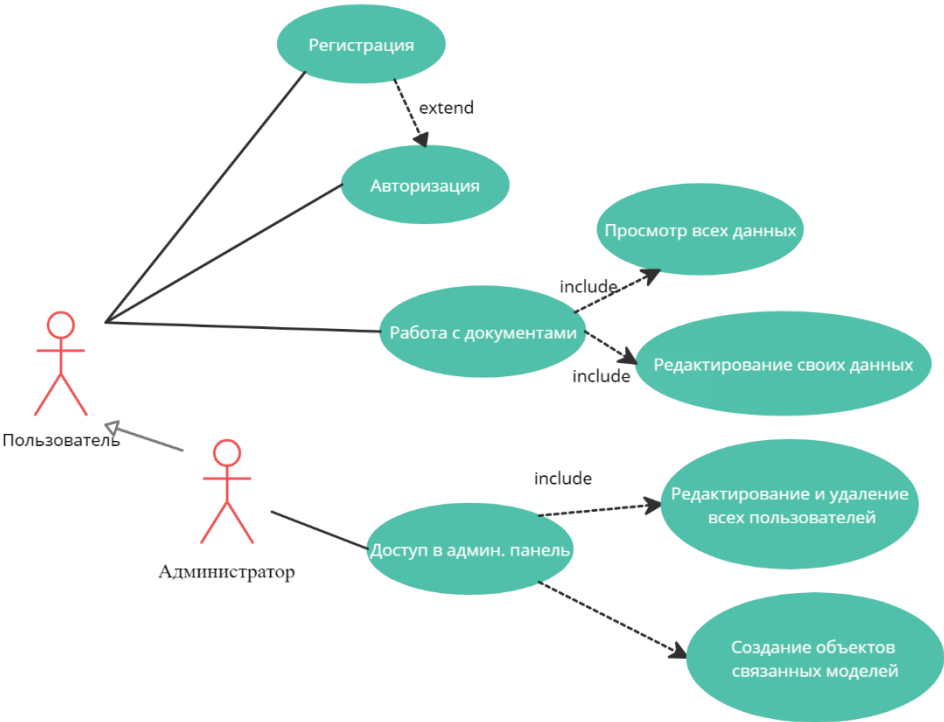 Регистрация
extend
Авторизация
Просмотр всех данных
include
Работа с документами
Редактирование своих данных
include
Пользователь
include
Редактирование и удаление
всех пользователей
Доступ в админ. панель
Администратор
Создание объектов
связанных моделей